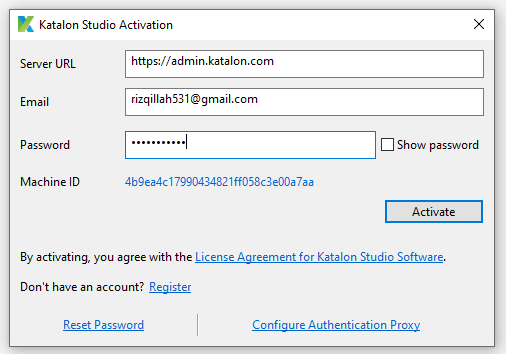 Katalon Studio Activation
Server URL https://admin.katalon.com
Email rizqillah531@gmail.com
Password ••••••••••• Show password
Machine ID 4b9ea4c17990434821ff058c3e00a7aa
Activate
By activating, you agree with the License Agreement for Katalon Studio Software.
Don't have an account? Register
Reset Password Configure Authentication Proxy